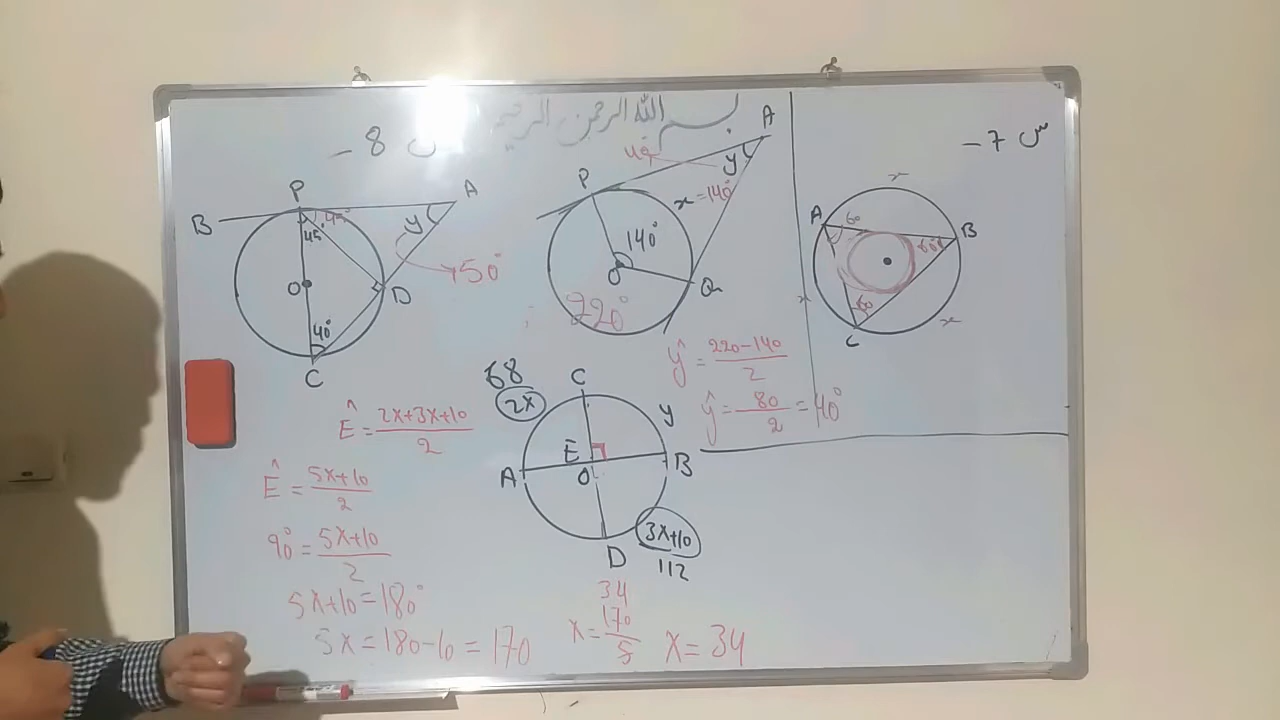 بسم الله الرحمن الرحيم
س 7 -
A
60
B
60°
60
C
x
x
x
س 8 -
B
P
A
45°
45°
y
50°
O
D
40°
C
P
A
y
40
x = 140°
140°
O
Q
220°
ŷ = 220-140 / 2
ŷ = 80 / 2 = 40°
68
2x
C
y
E
A
O
B
D
3x+10
112
Ê = 2x+3x+10 / 2
Ê = 5x+10 / 2
90° = 5x+10 / 2
5x+10 = 180°
5x = 180-10 = 170
34
x = 170 / 5
x = 34